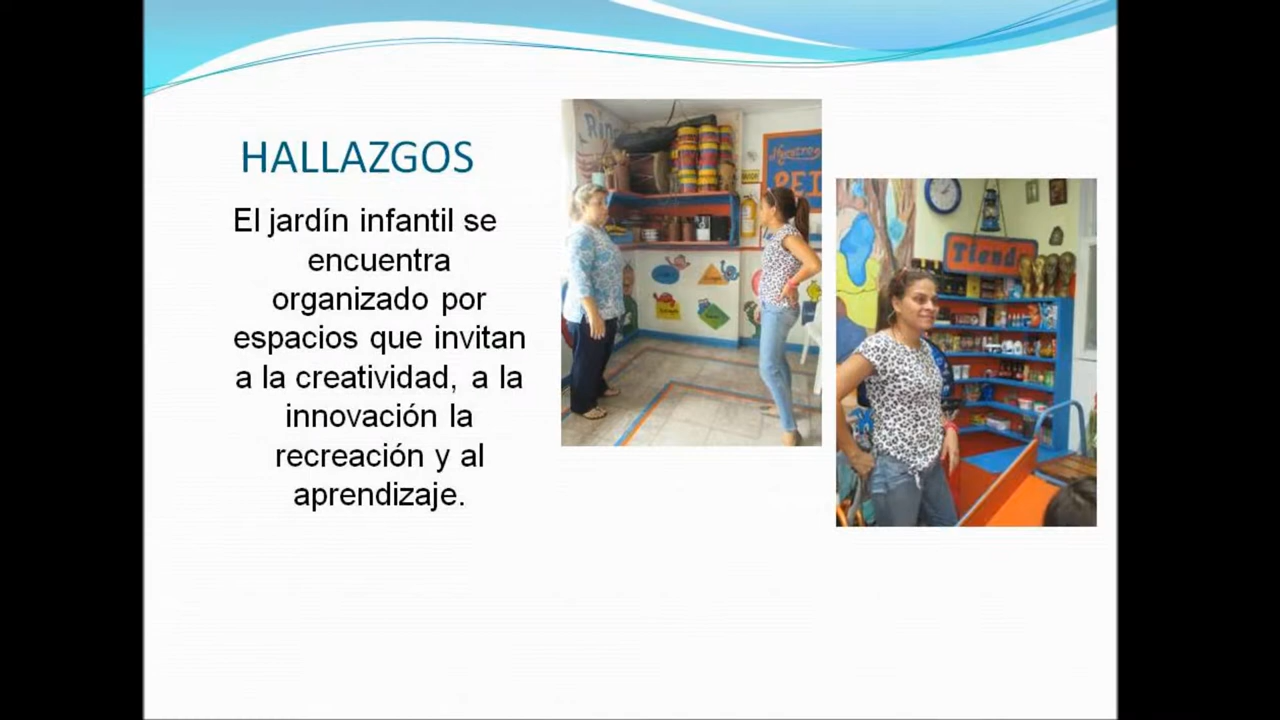 HALLAZGOS
El jardín infantil se
encuentra
organizado por
espacios que invitan
a la creatividad, a la
innovación la
recreación y al
aprendizaje.
Nuestro
Tienda